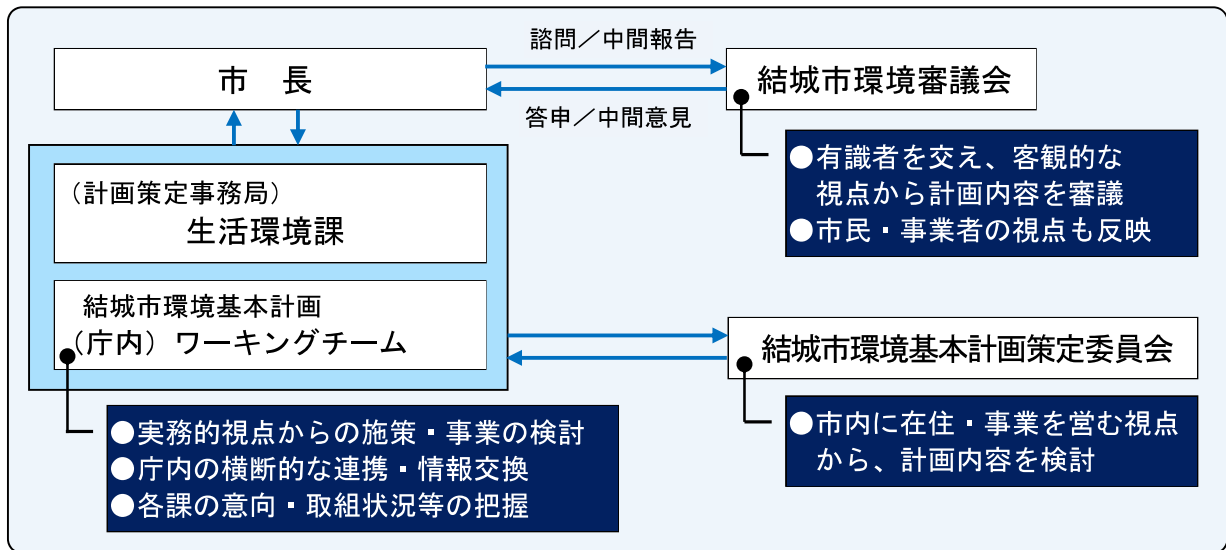 諮問／中間報告
市 長
結城市環境審議会
答申／中間意見
●有識者を交え、客観的な
視点から計画内容を審議
●市民・事業者の視点も反映
（計画策定事務局）
生活環境課
結城市環境基本計画
（庁内）ワーキングチーム
結城市環境基本計画策定委員会
●実務的視点からの施策・事業の検討
●庁内の横断的な連携・情報交換
●各課の意向・取組状況等の把握
●市内に在住・事業を営む視点
から、計画内容を検討